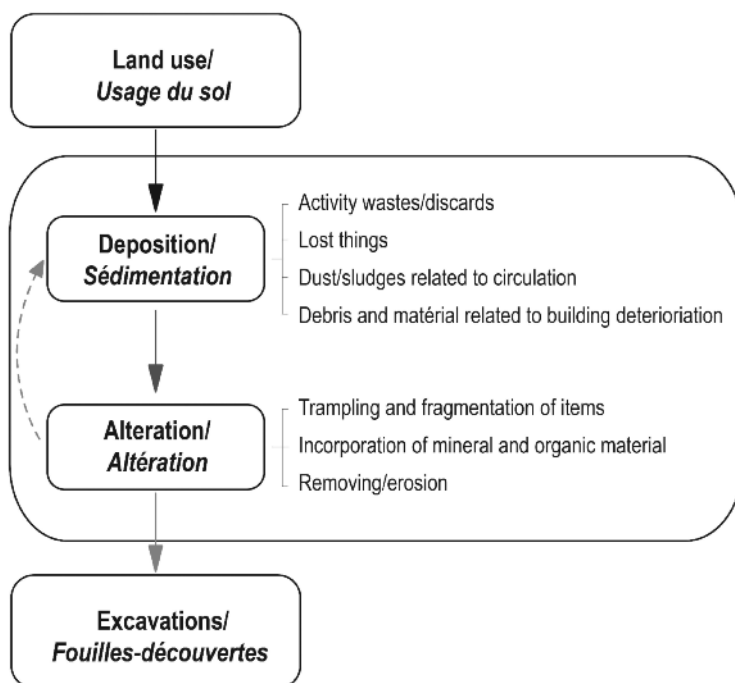 Land use/
Usage du sol
Deposition/
Sédimentation
Activity wastes/discards
Lost things
Dust/sludges related to circulation
Debris and matérial related to building deterioriation
Alteration/
Altération
Trampling and fragmentation of items
Incorporation of mineral and organic material
Removing/erosion
Excavations/
Fouilles-découvertes